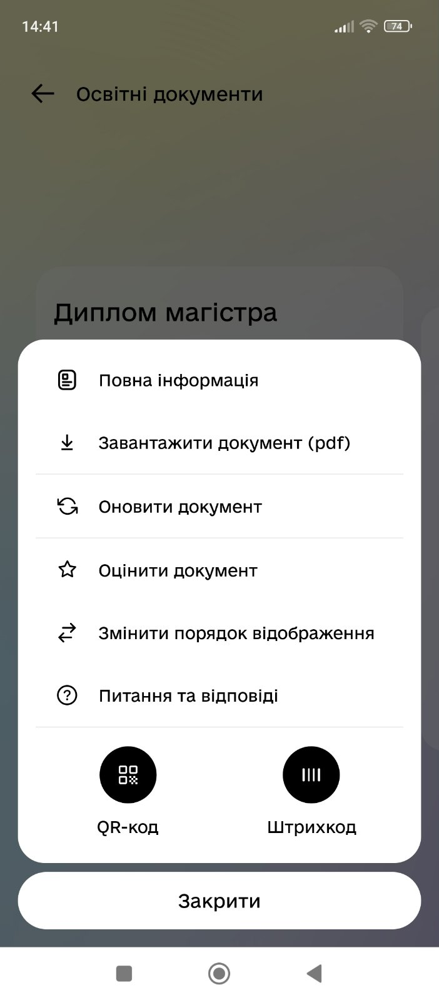 14:41
74
Освітні документи
Диплом магістра
Повна інформація
Завантажити документ (pdf)
Оновити документ
Оцінити документ
Змінити порядок відображення
Питання та відповіді
QR-код
Штрихкод
Закрити